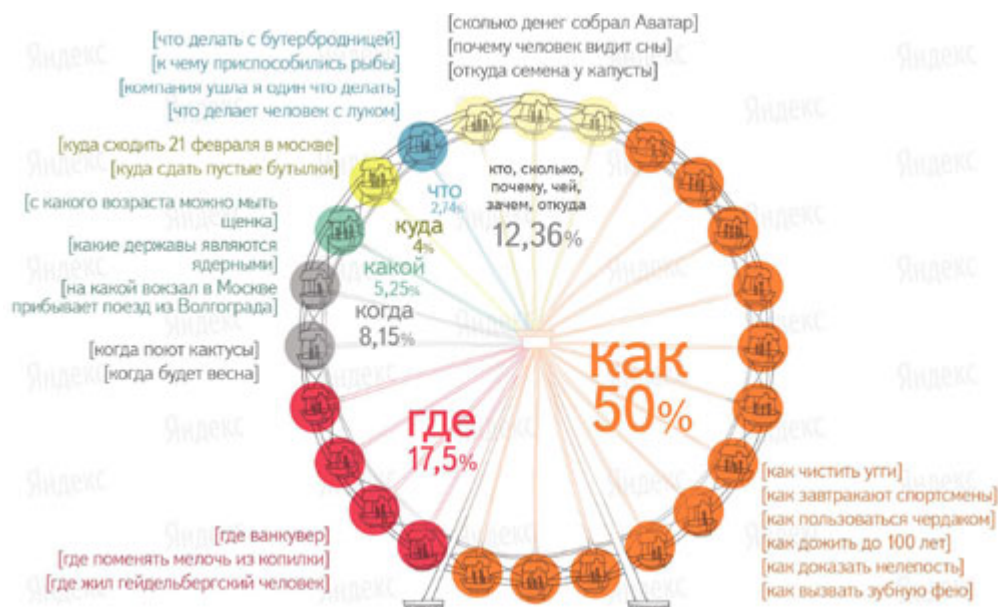 [сколько денег собрал Аватар]
[почему человек видит сны]
[откуда семена у капусты]
[что делать с бутербродницей]
[к чему приспособились рыбы]
[компания ушла я один что делать]
[что делает человек с луком]
[куда сходить 21 февраля в москве]
[куда сдать пустые бутылки]
[с какого возраста можно мыть
щенка]
[какие державы являются
ядерными]
[на какой вокзал в Москве
прибывает поезд из Волгограда]
[когда поют кактусы]
[когда будет весна]
[где ванкувер]
[где поменять мелочь из копилки]
[где жил гейдельбергский человек]
кто, сколько,
почему, чей,
зачем, откуда
12,36%
что
2,74%
куда
4%
какой
5,25%
когда
8,15%
где
17,5%
как
50%
[как чистить угги]
[как завтракают спортсмены]
[как пользоваться чердаком]
[как дожить до 100 лет]
[как доказать нелепость]
[как вызвать зубную фею]
Яндекс